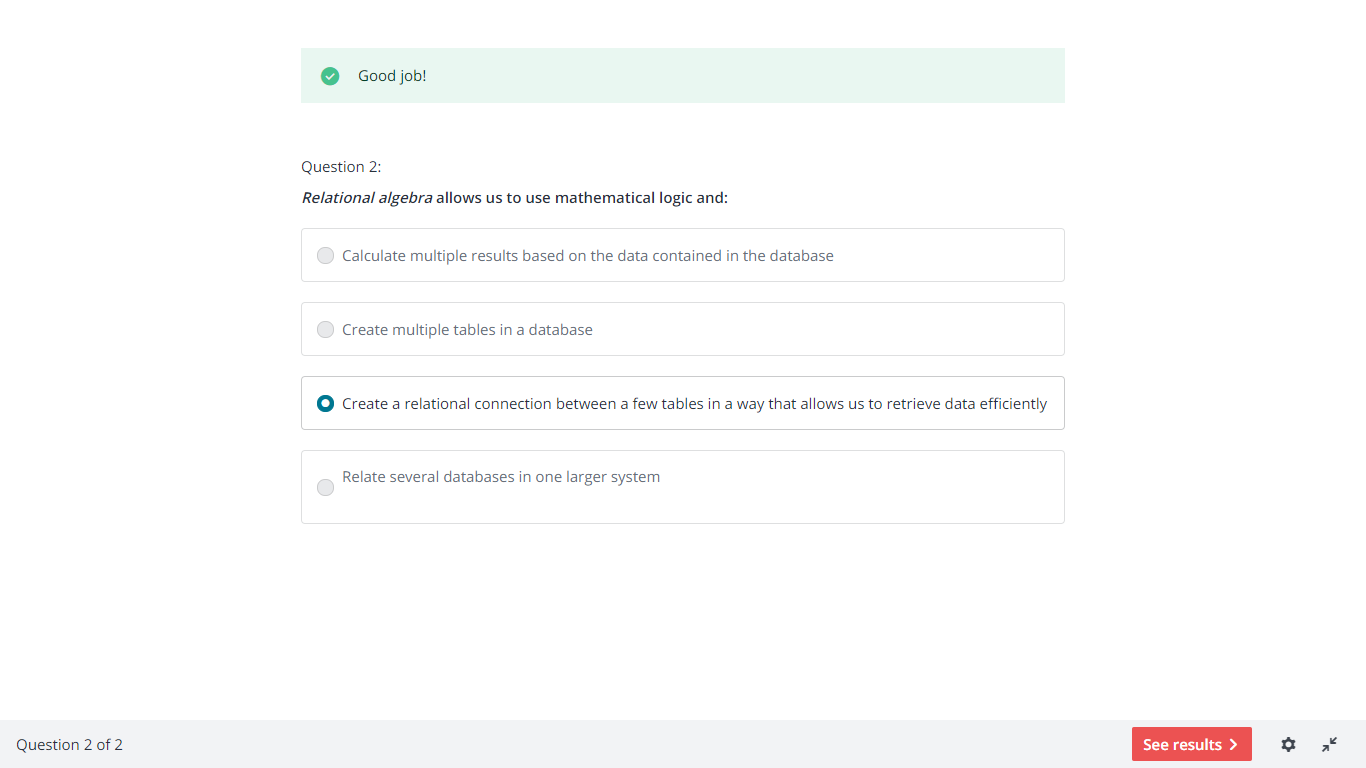 Good job!
Question 2:
Relational algebra allows us to use mathematical logic and:
Calculate multiple results based on the data contained in the database
Create multiple tables in a database
Create a relational connection between a few tables in a way that allows us to retrieve data efficiently
Relate several databases in one larger system
Question 2 of 2
See results